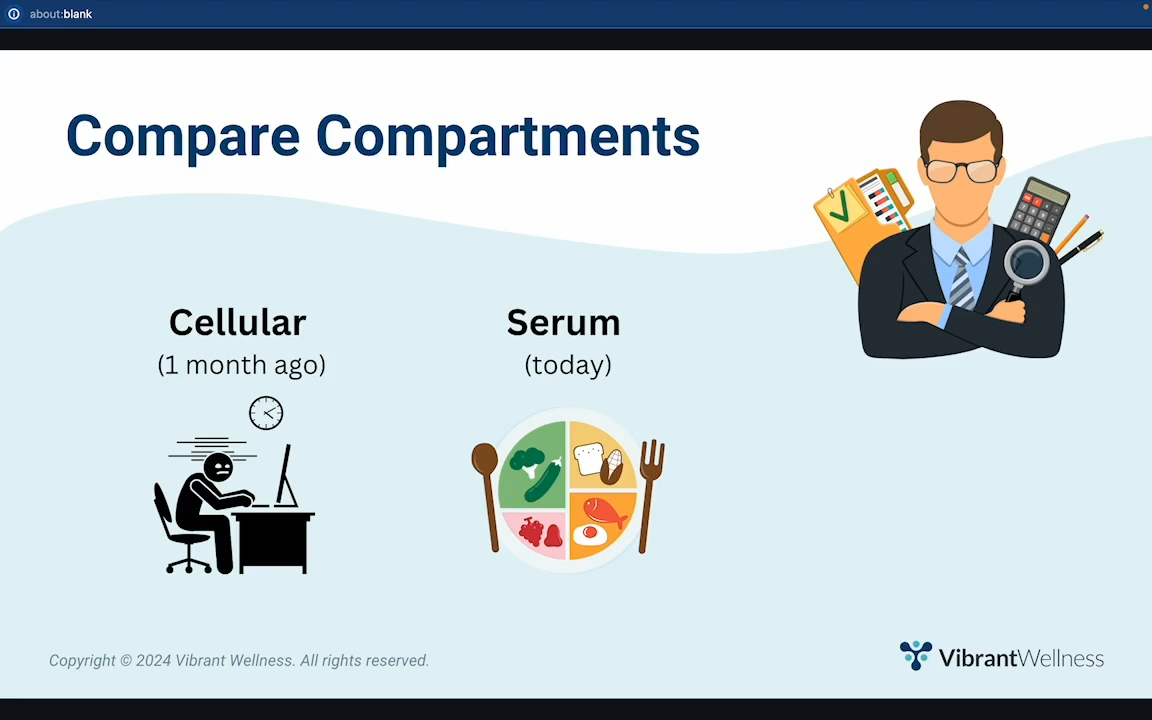 about:blank
Compare Compartments
Cellular
(1 month ago)
Serum
(today)
Copyright © 2024 Vibrant Wellness. All rights reserved.
VibrantWellness